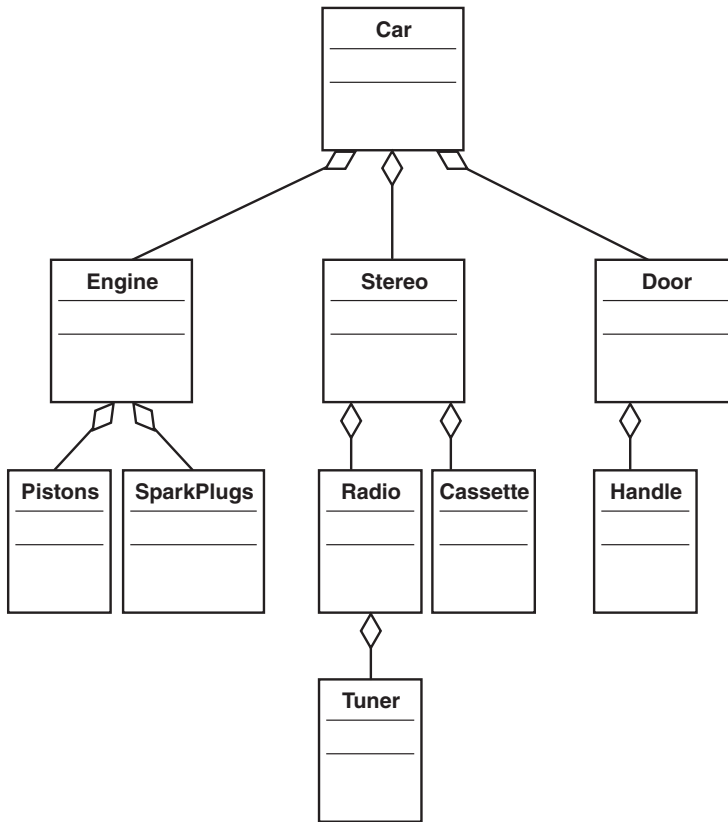 Car
Engine
Stereo
Door
Pistons
SparkPlugs
Radio
Cassette
Handle
Tuner